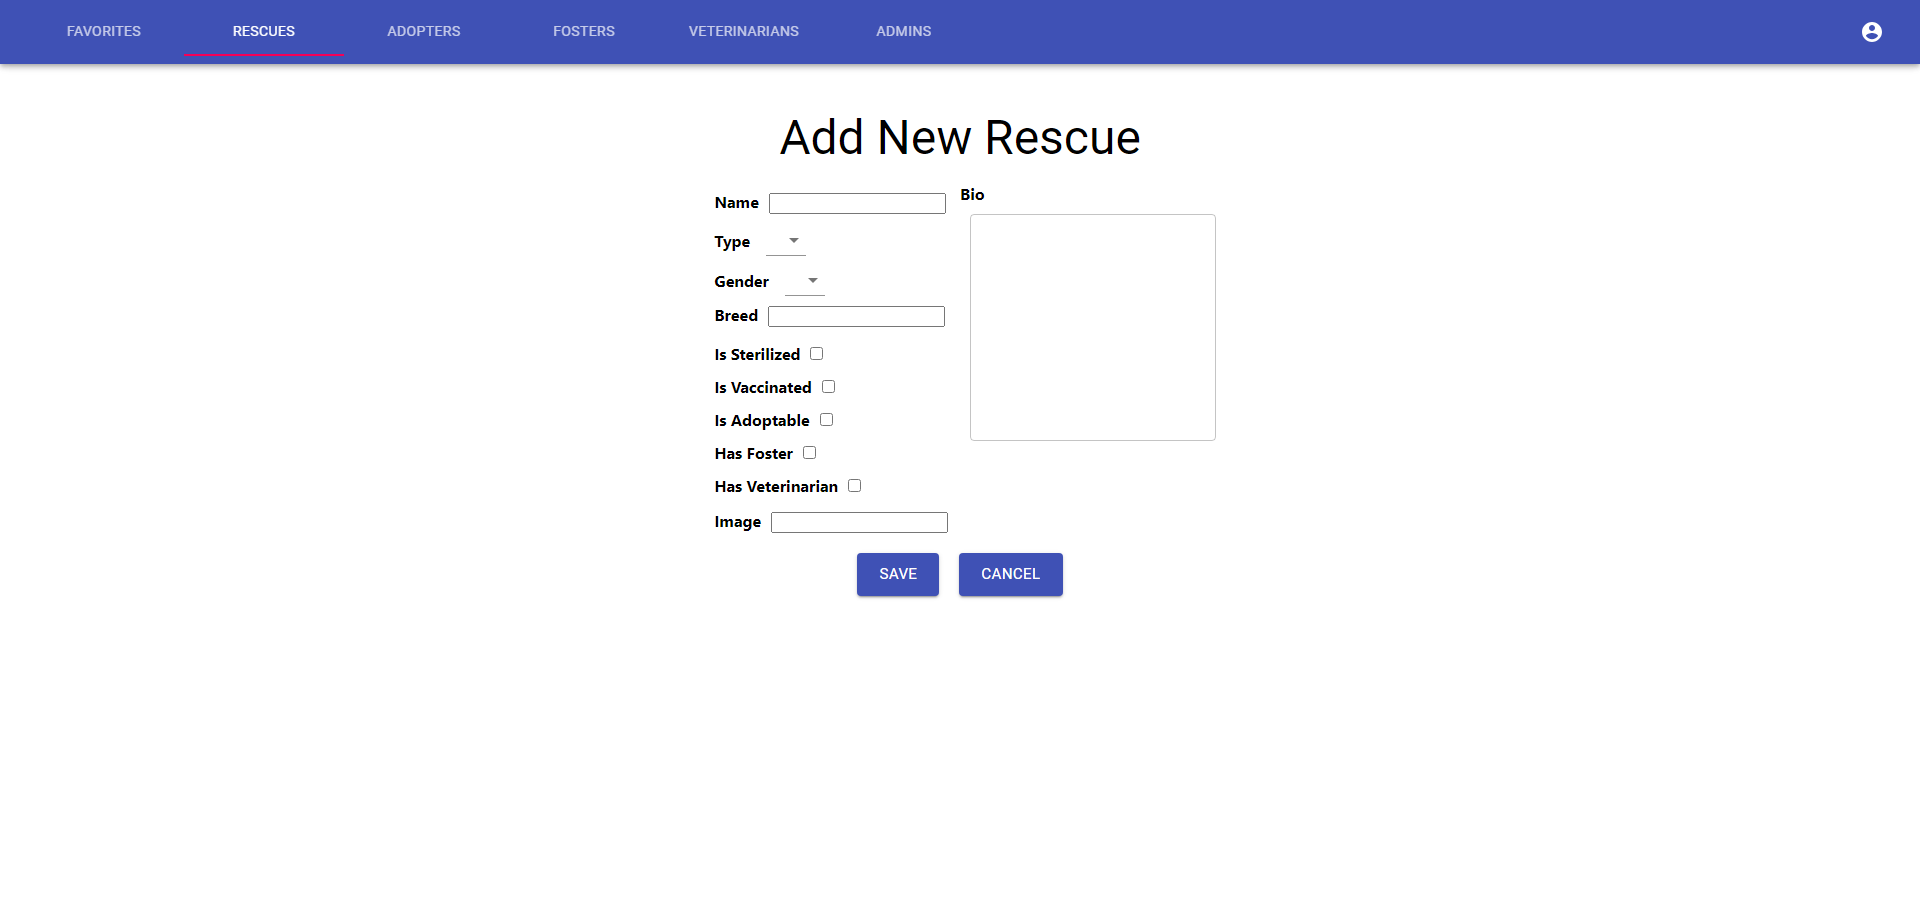 FAVORITES RESCUES ADOPTERS FOSTERS VETERINARIANS ADMINS
Add New Rescue
Name
Type
Gender
Breed
Is Sterilized
Is Vaccinated
Is Adoptable
Has Foster
Has Veterinarian
Image
Bio
SAVE CANCEL